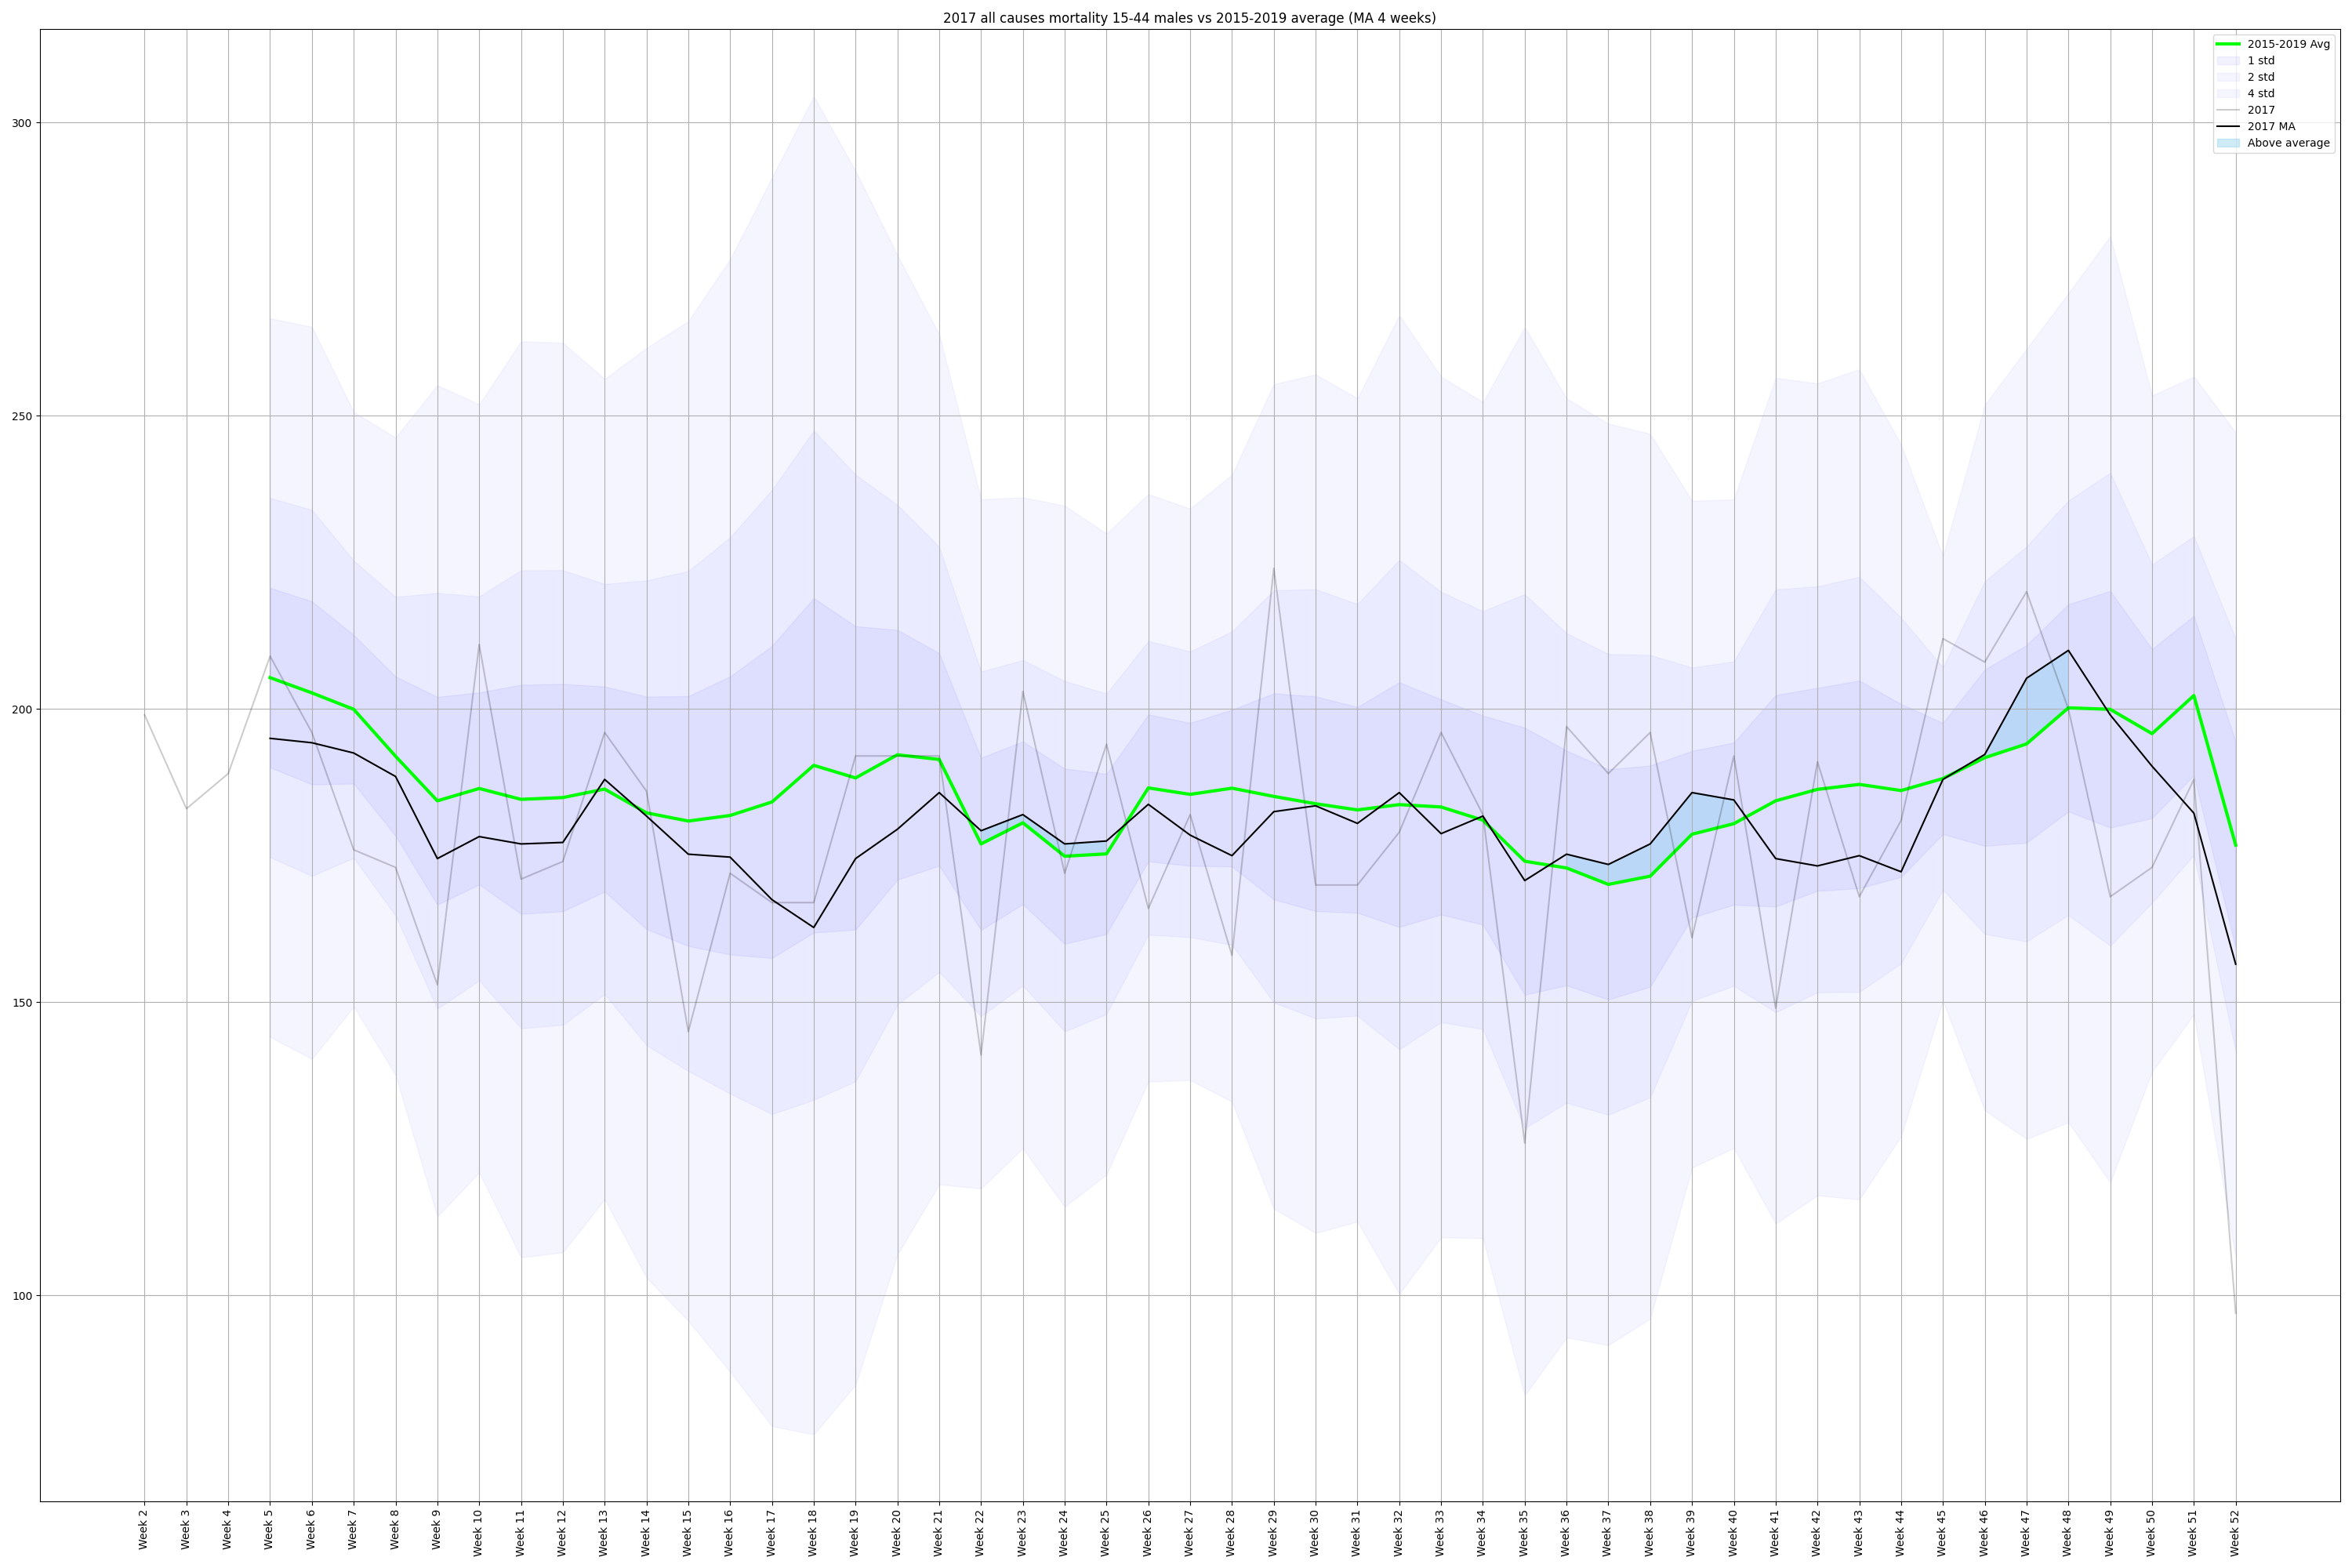 2017 all causes mortality 15-44 males vs 2015-2019 average (MA 4 weeks)
2015-2019 Avg
1 std
2 std
4 std
2017
2017 MA
Above average
300
250
200
150
100
Week 2
Week 3
Week 4
Week 5
Week 6
Week 7
Week 8
Week 9
Week 10
Week 11
Week 12
Week 13
Week 14
Week 15
Week 16
Week 17
Week 18
Week 19
Week 20
Week 21
Week 22
Week 23
Week 24
Week 25
Week 26
Week 27
Week 28
Week 29
Week 30
Week 31
Week 32
Week 33
Week 34
Week 35
Week 36
Week 37
Week 38
Week 39
Week 40
Week 41
Week 42
Week 43
Week 44
Week 45
Week 46
Week 47
Week 48
Week 49
Week 50
Week 51
Week 52